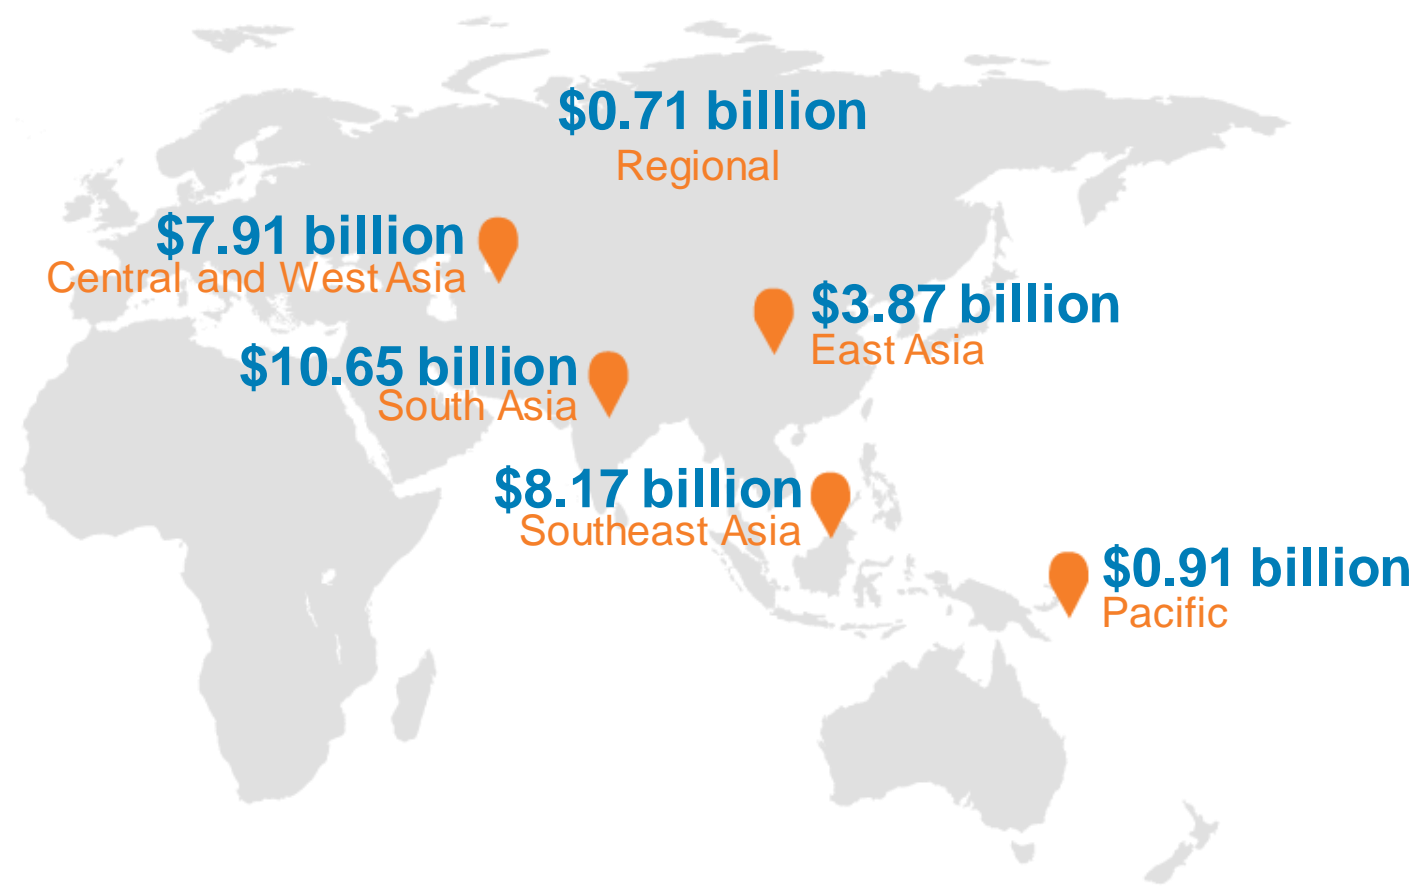 $0.71 billion
Regional
$7.91 billion
Central and West Asia
$3.87 billion
East Asia
$10.65 billion
South Asia
$8.17 billion
Southeast Asia
$0.91 billion
Pacific